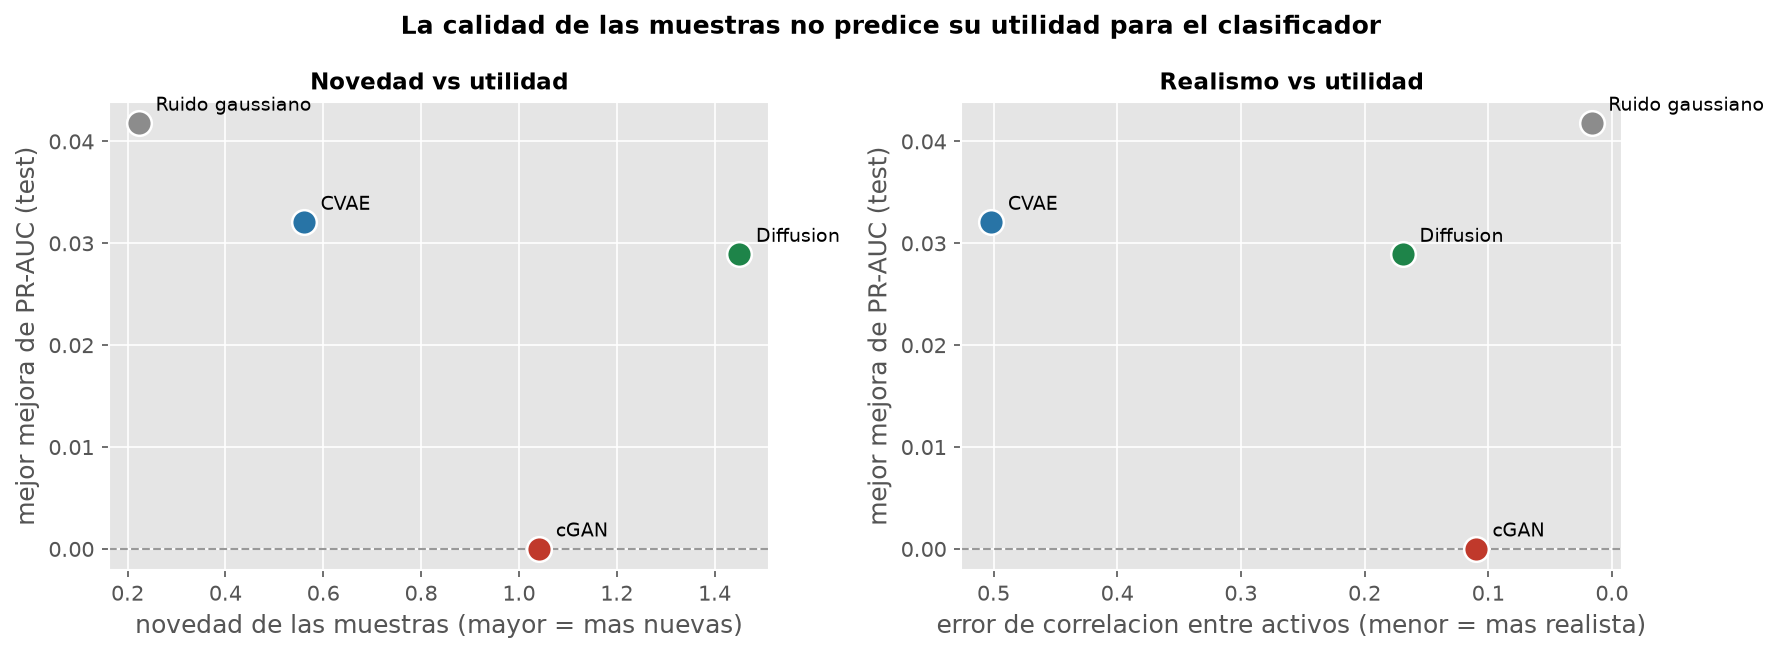 La calidad de las muestras no predice su utilidad para el clasificador
Novedad vs utilidad
Ruido gaussiano
CVAE
Diffusion
cGAN
0.04
0.03
0.02
0.01
0.00
0.2 0.4 0.6 0.8 1.0 1.2 1.4
mejor mejora de PR-AUC (test)
novedad de las muestras (mayor = mas nuevas)
Realismo vs utilidad
Ruido gaussiano
CVAE
Diffusion
cGAN
0.04
0.03
0.02
0.01
0.00
0.5 0.4 0.3 0.2 0.1 0.0
mejor mejora de PR-AUC (test)
error de correlacion entre activos (menor = mas realista)